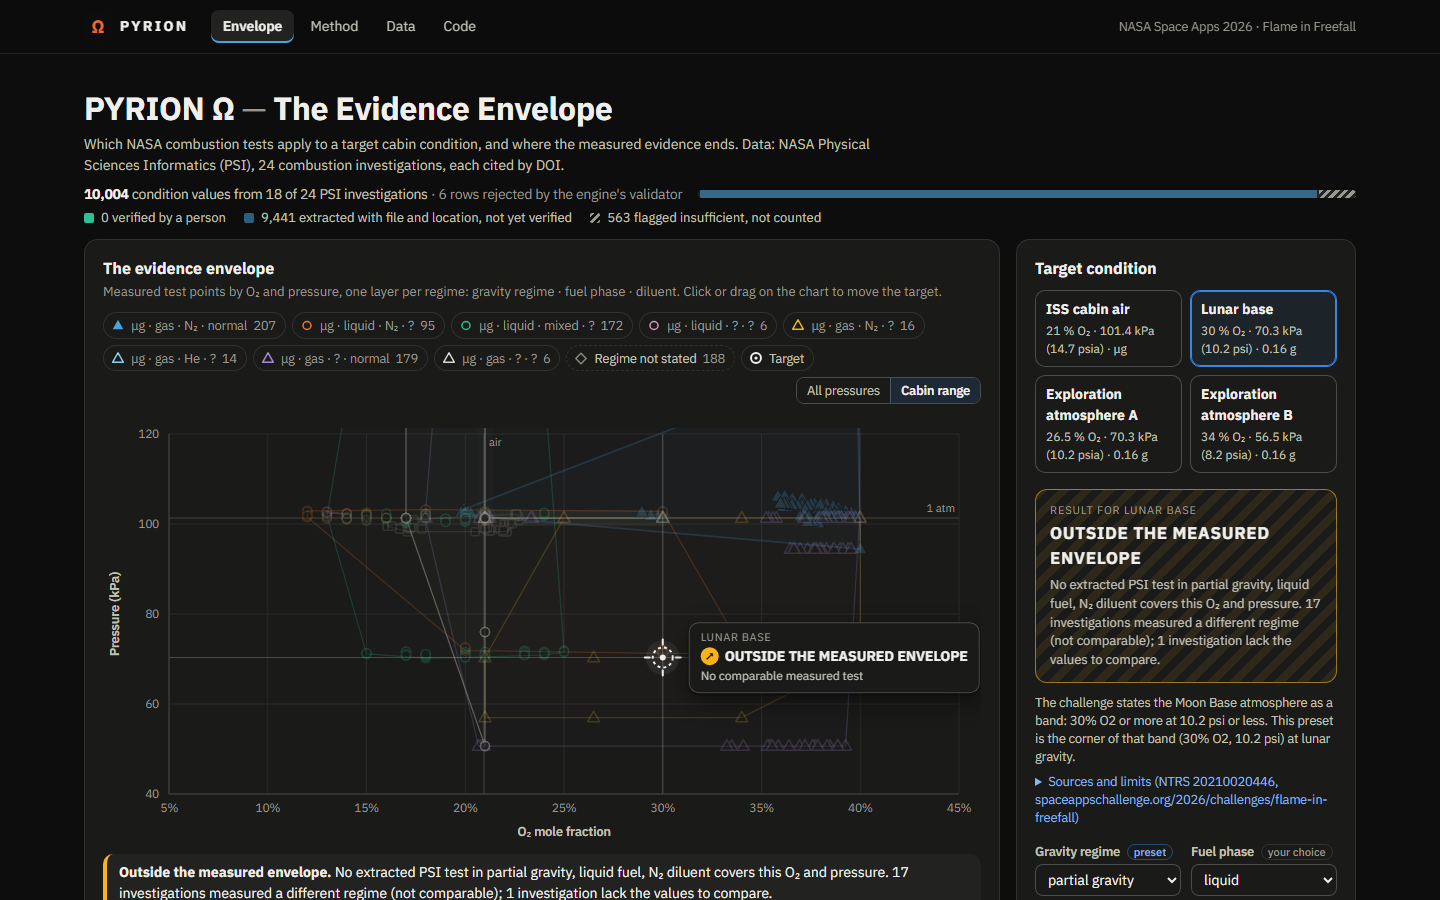 Ω PYRION Envelope Method Data Code NASA Space Apps 2026 · Flame in Freefall
PYRION Ω — The Evidence Envelope
Which NASA combustion tests apply to a target cabin condition, and where the measured evidence ends. Data: NASA Physical
Sciences Informatics (PSI), 24 combustion investigations, each cited by DOI.
10,004 condition values from 18 of 24 PSI investigations · 6 rows rejected by the engine's validator
0 verified by a person 9,441 extracted with file and location, not yet verified 563 flagged insufficient, not counted
The evidence envelope
Measured test points by O₂ and pressure, one layer per regime: gravity regime · fuel phase · diluent. Click or drag on the chart to move the target.
µg · gas · N₂ · normal 207 µg · liquid · N₂ · ? 95 µg · liquid · mixed · ? 172 µg · liquid · ? · ? 6 µg · gas · N₂ · ? 16
µg · gas · He · ? 14 µg · gas · ? · normal 179 µg · gas · ? · ? 6 Regime not stated 188 Target
All pressures Cabin range
120
air
100
1 atm
80
60
40
Pressure (kPa)
LUNAR BASE
OUTSIDE THE MEASURED ENVELOPE
No comparable measured test
5% 10% 15% 20% 25% 30% 35% 40% 45%
O₂ mole fraction
Outside the measured envelope. No extracted PSI test in partial gravity, liquid fuel, N₂ diluent covers this O₂ and pressure. 17
investigations measured a different regime (not comparable); 1 investigation lack the values to compare.
Target condition
ISS cabin air
21 % O₂ · 101.4 kPa
(14.7 psia) · µg
Lunar base
30 % O₂ · 70.3 kPa
(10.2 psi) · 0.16 g
Exploration
atmosphere A
26.5 % O₂ · 70.3 kPa
(10.2 psia) · 0.16 g
Exploration
atmosphere B
34 % O₂ · 56.5 kPa
(8.2 psia) · 0.16 g
RESULT FOR LUNAR BASE
OUTSIDE THE MEASURED
ENVELOPE
No extracted PSI test in partial gravity, liquid
fuel, N₂ diluent covers this O₂ and pressure. 17
investigations measured a different regime
(not comparable); 1 investigation lack the
values to compare.
The challenge states the Moon Base atmosphere as a
band: 30% O2 or more at 10.2 psi or less. This preset
is the corner of that band (30% O2, 10.2 psi) at lunar
gravity.
Sources and limits (NTRS 20210020446,
spaceappschallenge.org/2026/challenges/flame-in-
freefall)
Gravity regime preset Fuel phase your choice
partial gravity liquid